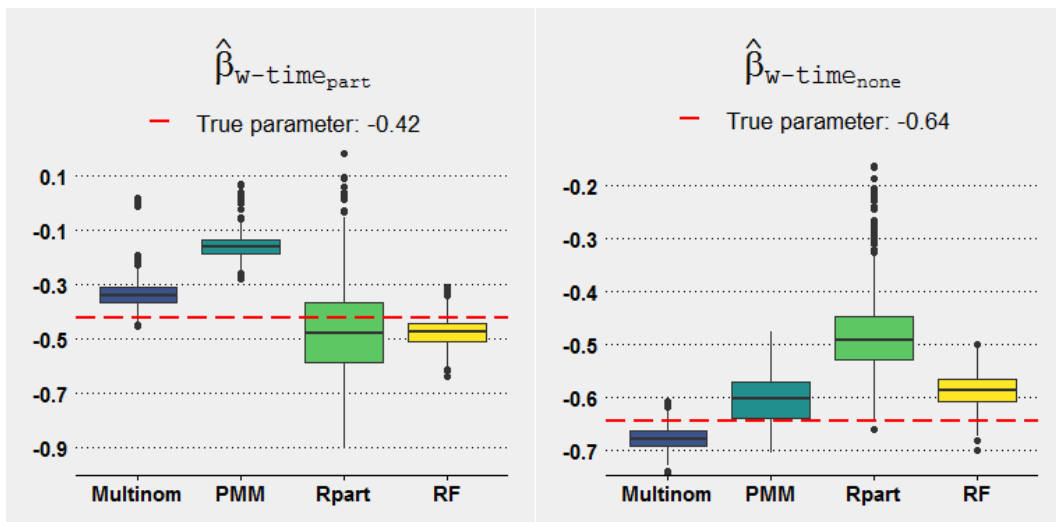 β̂w-time_part
True parameter: -0.42
0.1
-0.1
-0.3
-0.5
-0.7
-0.9
Multinom PMM Rpart RF
β̂w-time_none
True parameter: -0.64
-0.2
-0.3
-0.4
-0.5
-0.6
-0.7
Multinom PMM Rpart RF